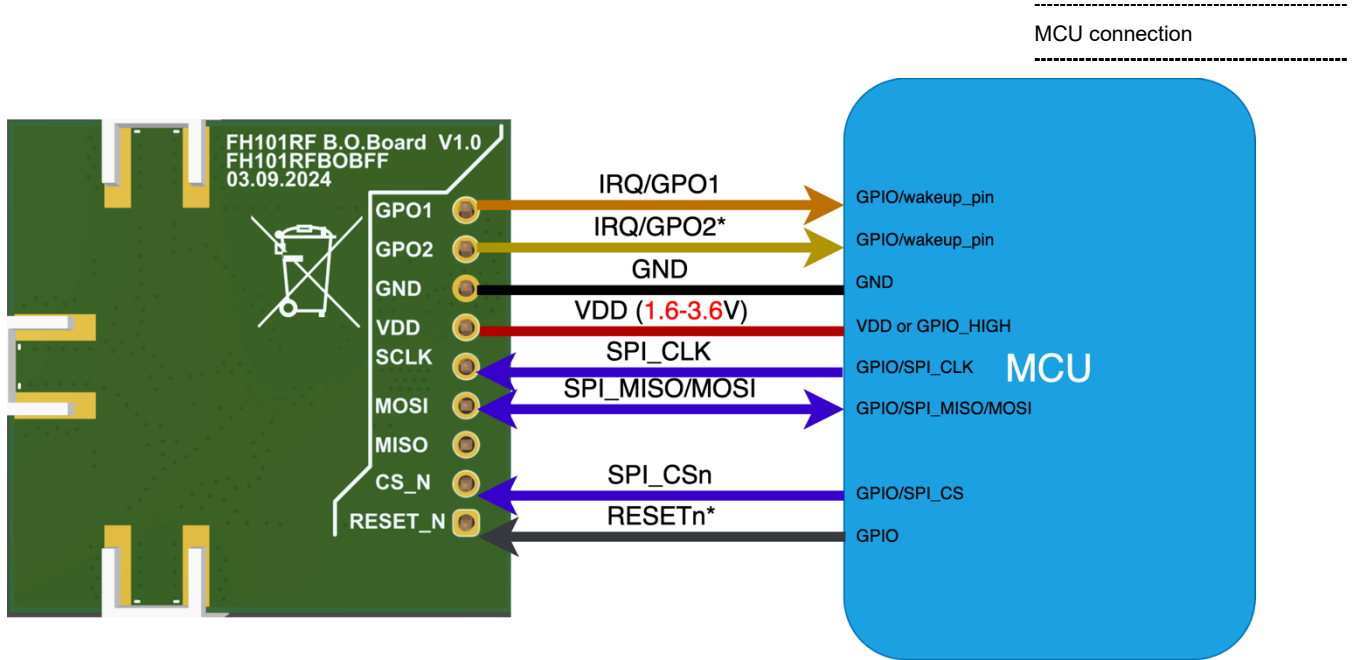 MCU connection
FH101RF B.O.Board V1.0
FH101RFBOBFF
03.09.2024
GPO1
GPO2
GND
VDD
SCLK
MOSI
MISO
CS_N
RESET_N
IRQ/GPO1
IRQ/GPO2*
GND
VDD (1.6-3.6V)
SPI_CLK
SPI_MISO/MOSI
SPI_CSn
RESETn*
GPIO/wakeup_pin
GPIO/wakeup_pin
GND
VDD or GPIO_HIGH
GPIO/SPI_CLK
MCU
GPIO/SPI_MISO/MOSI
GPIO/SPI_CS
GPIO